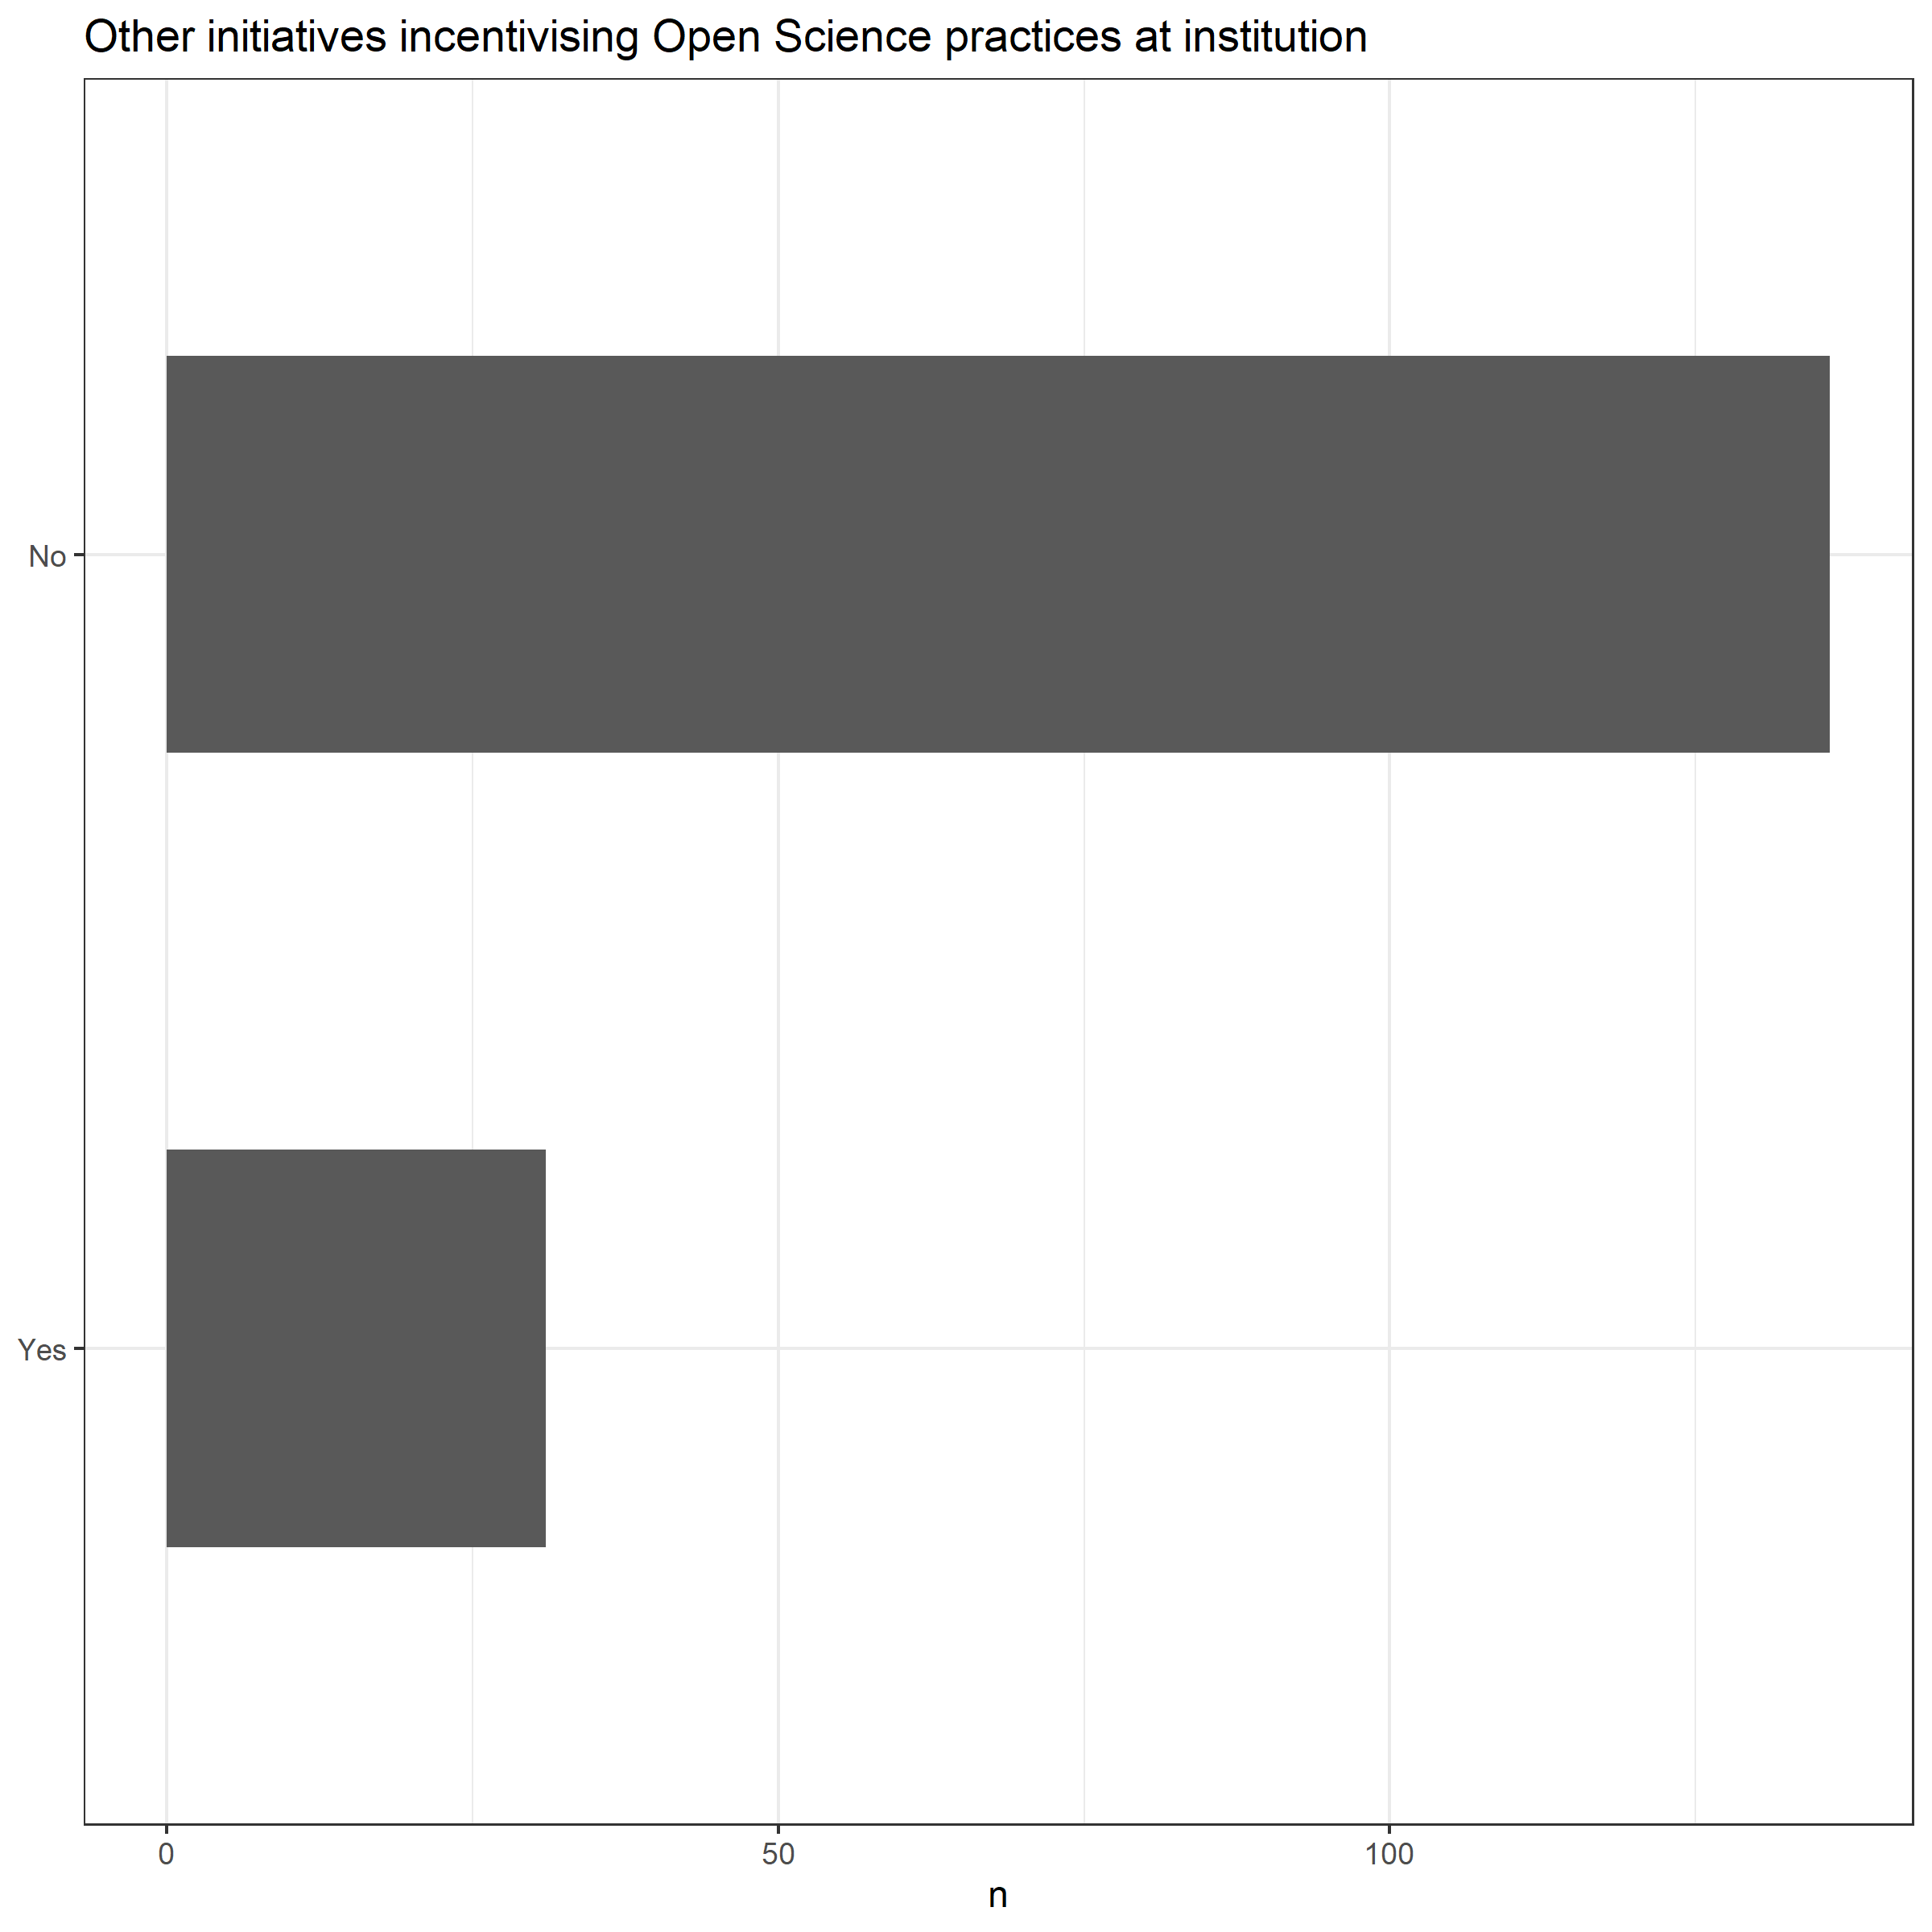 Other initiatives incentivising Open Science practices at institution
No
Yes
0 50 100
n